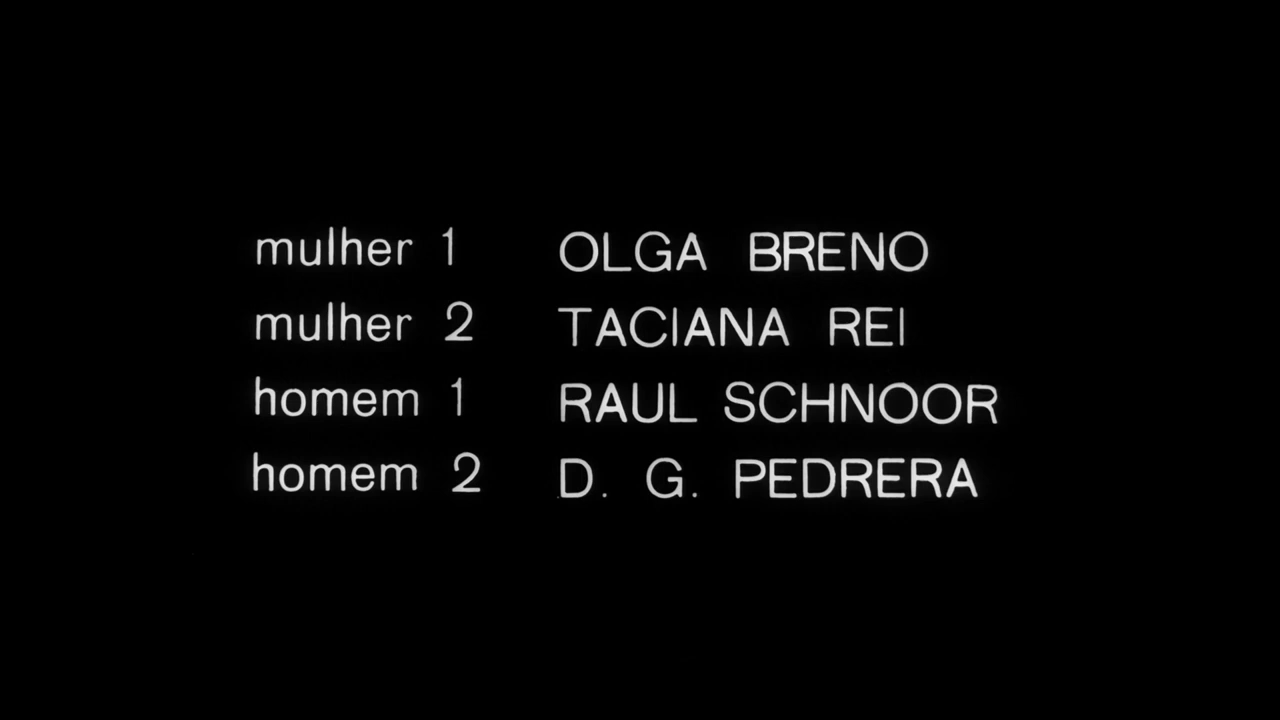 mulher 1 OLGA BRENO
mulher 2 TACIANA REI
homem 1 RAUL SCHNOOR
homem 2 D. G. PEDRERA